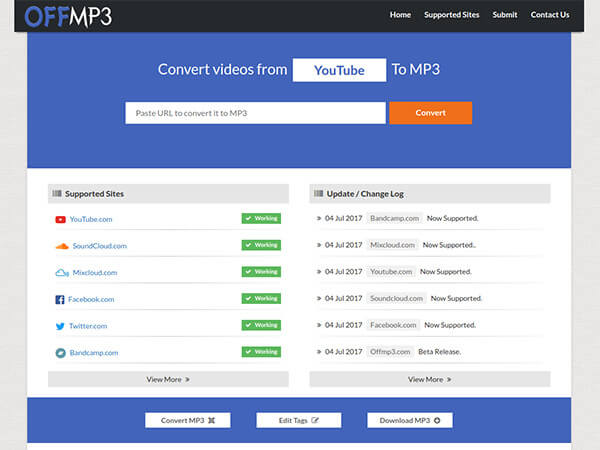 OFFMP3 Home Supported Sites Submit Contact Us
Convert videos from YouTube To MP3
Paste URL to convert it to MP3 Convert
Supported Sites
YouTube.com Working
SoundCloud.com Working
Mixcloud.com Working
Facebook.com Working
Twitter.com Working
Bandcamp.com Working
View More »
Update / Change Log
» 04 Jul 2017 Bandcamp.com Now Supported.
» 04 Jul 2017 Mixcloud.com Now Supported..
» 04 Jul 2017 Youtube.com Now Supported.
» 04 Jul 2017 Soundcloud.com Now Supported.
» 04 Jul 2017 Facebook.com Now Supported.
» 04 Jul 2017 Offmp3.com Beta Release.
View More »
Convert MP3 Edit Tags Download MP3